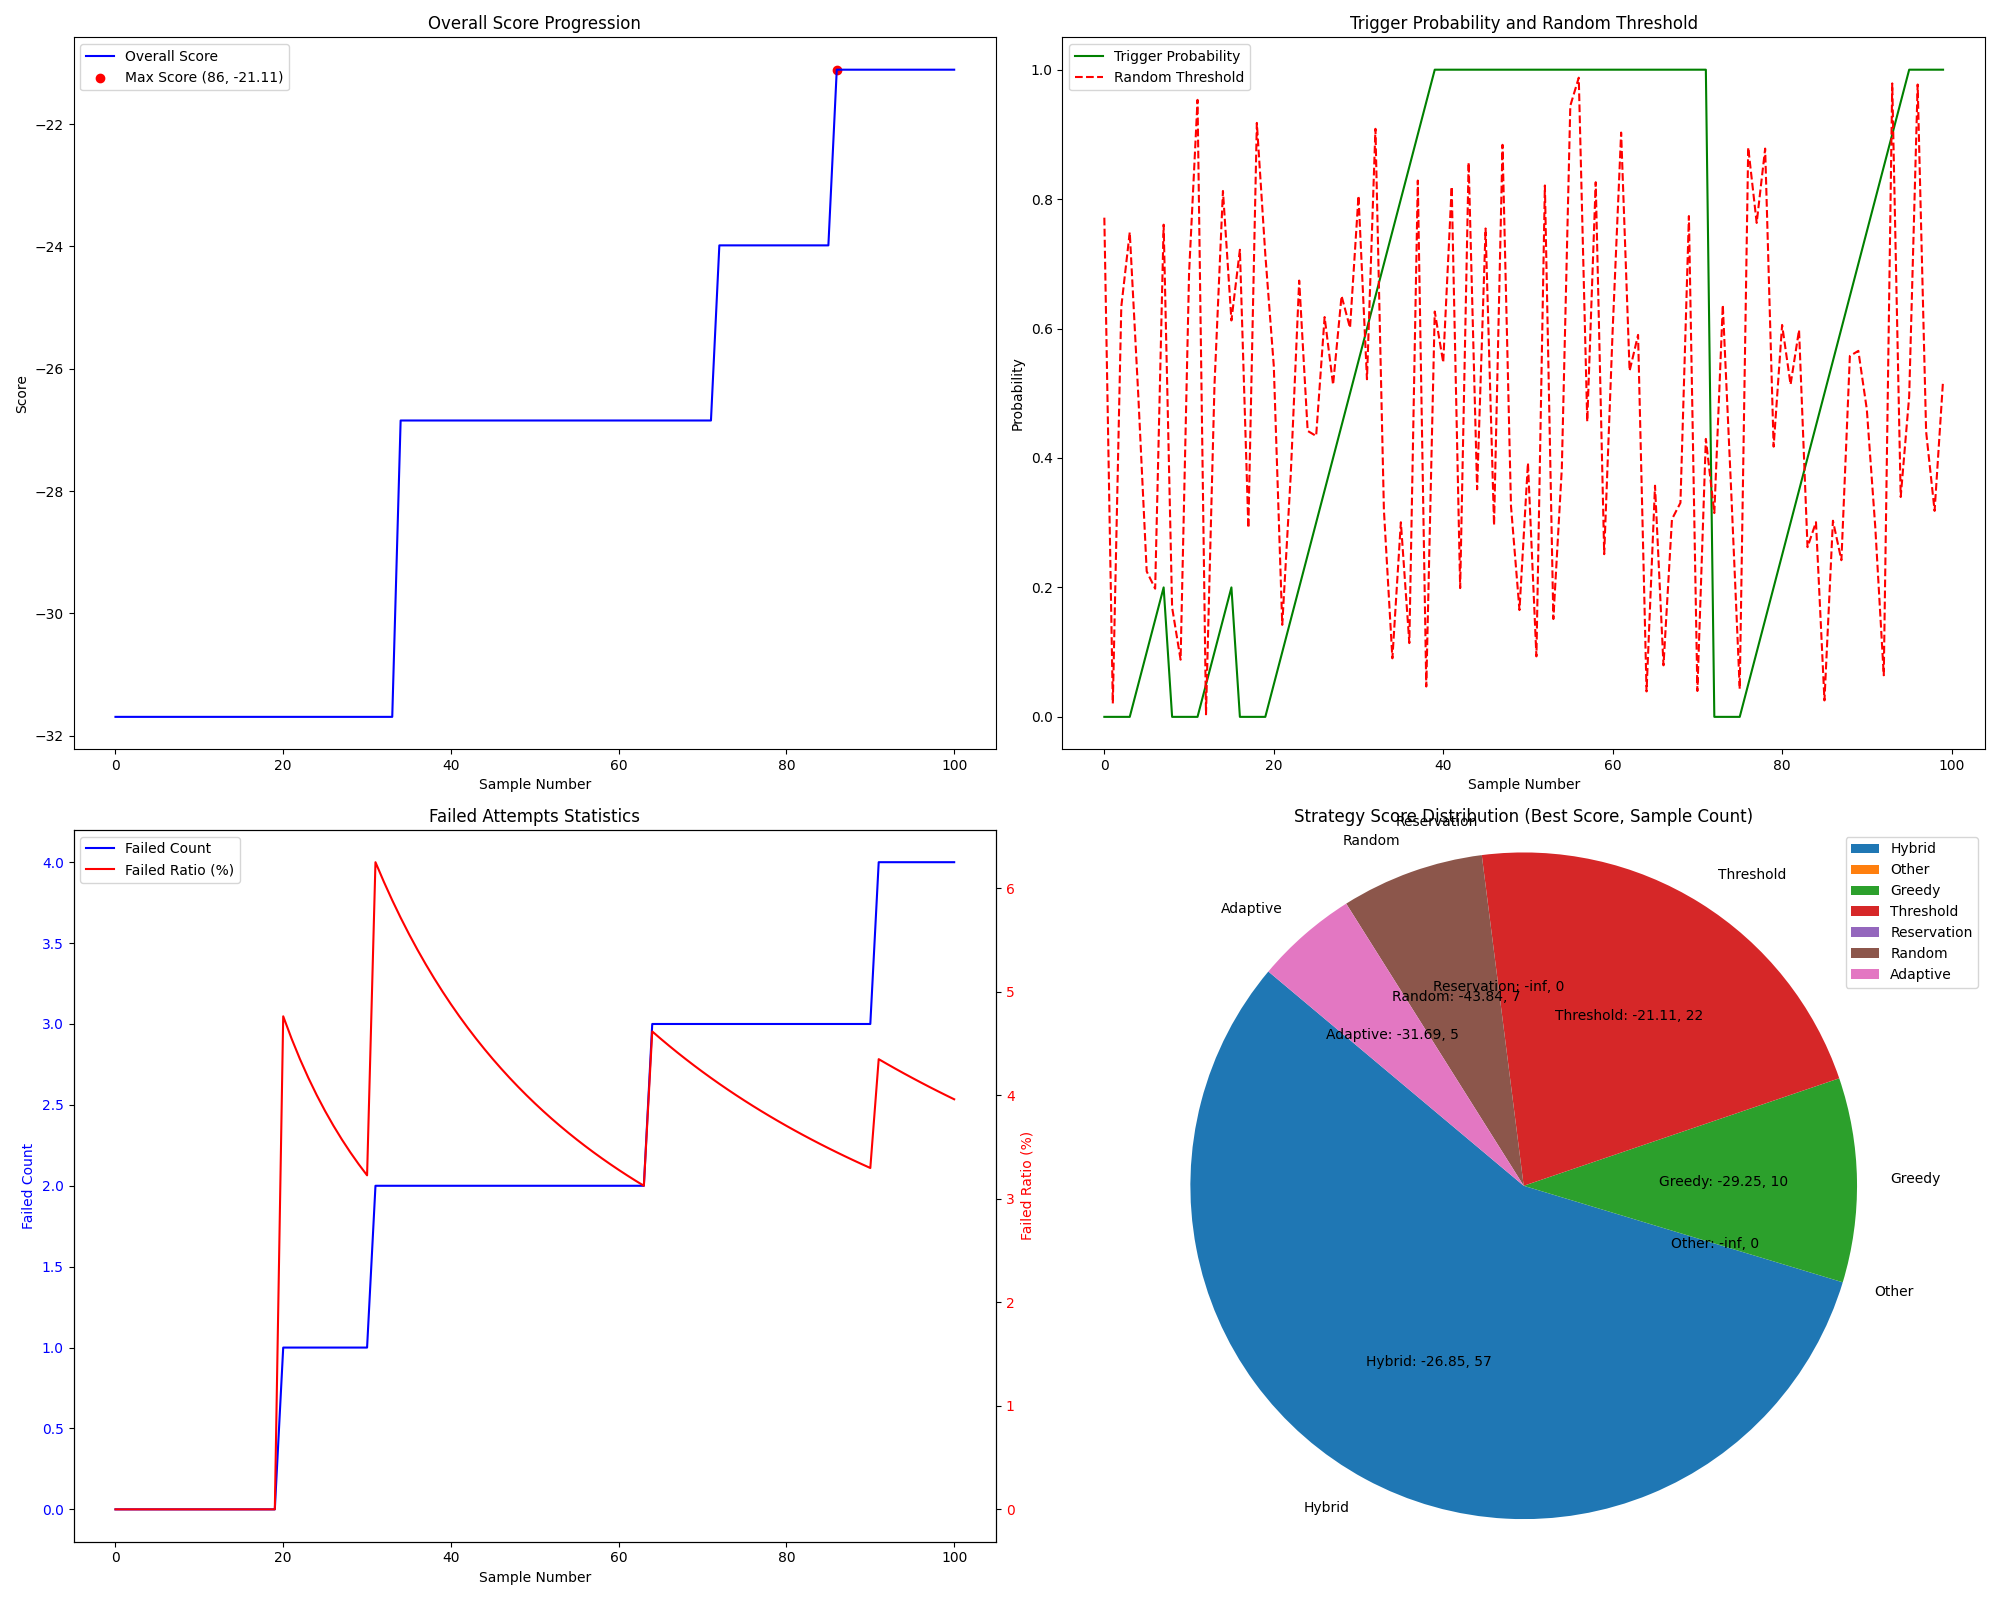 Overall Score Progression
Overall Score
Max Score (86, -21.11)
−22
−24
−26
−28
−30
−32
Score
0 20 40 60 80 100
Sample Number
Trigger Probability and Random Threshold
Trigger Probability
Random Threshold
1.0
0.8
0.6
0.4
0.2
0.0
Probability
0 20 40 60 80 100
Sample Number
Failed Attempts Statistics
Failed Count
Failed Ratio (%)
4.0
3.5
3.0
2.5
2.0
1.5
1.0
0.5
0.0
Failed Count
6
5
4
3
2
1
0
Failed Ratio (%)
0 20 40 60 80 100
Sample Number
Strategy Score Distribution (Best Score, Sample Count)
Reservation
Random
Threshold
Adaptive
Greedy
Other
Hybrid
Reservation: -inf, 0
Random: -43.84, 7
Threshold: -21.11, 22
Adaptive: -31.69, 5
Greedy: -29.25, 10
Other: -inf, 0
Hybrid: -26.85, 57
Hybrid
Other
Greedy
Threshold
Reservation
Random
Adaptive